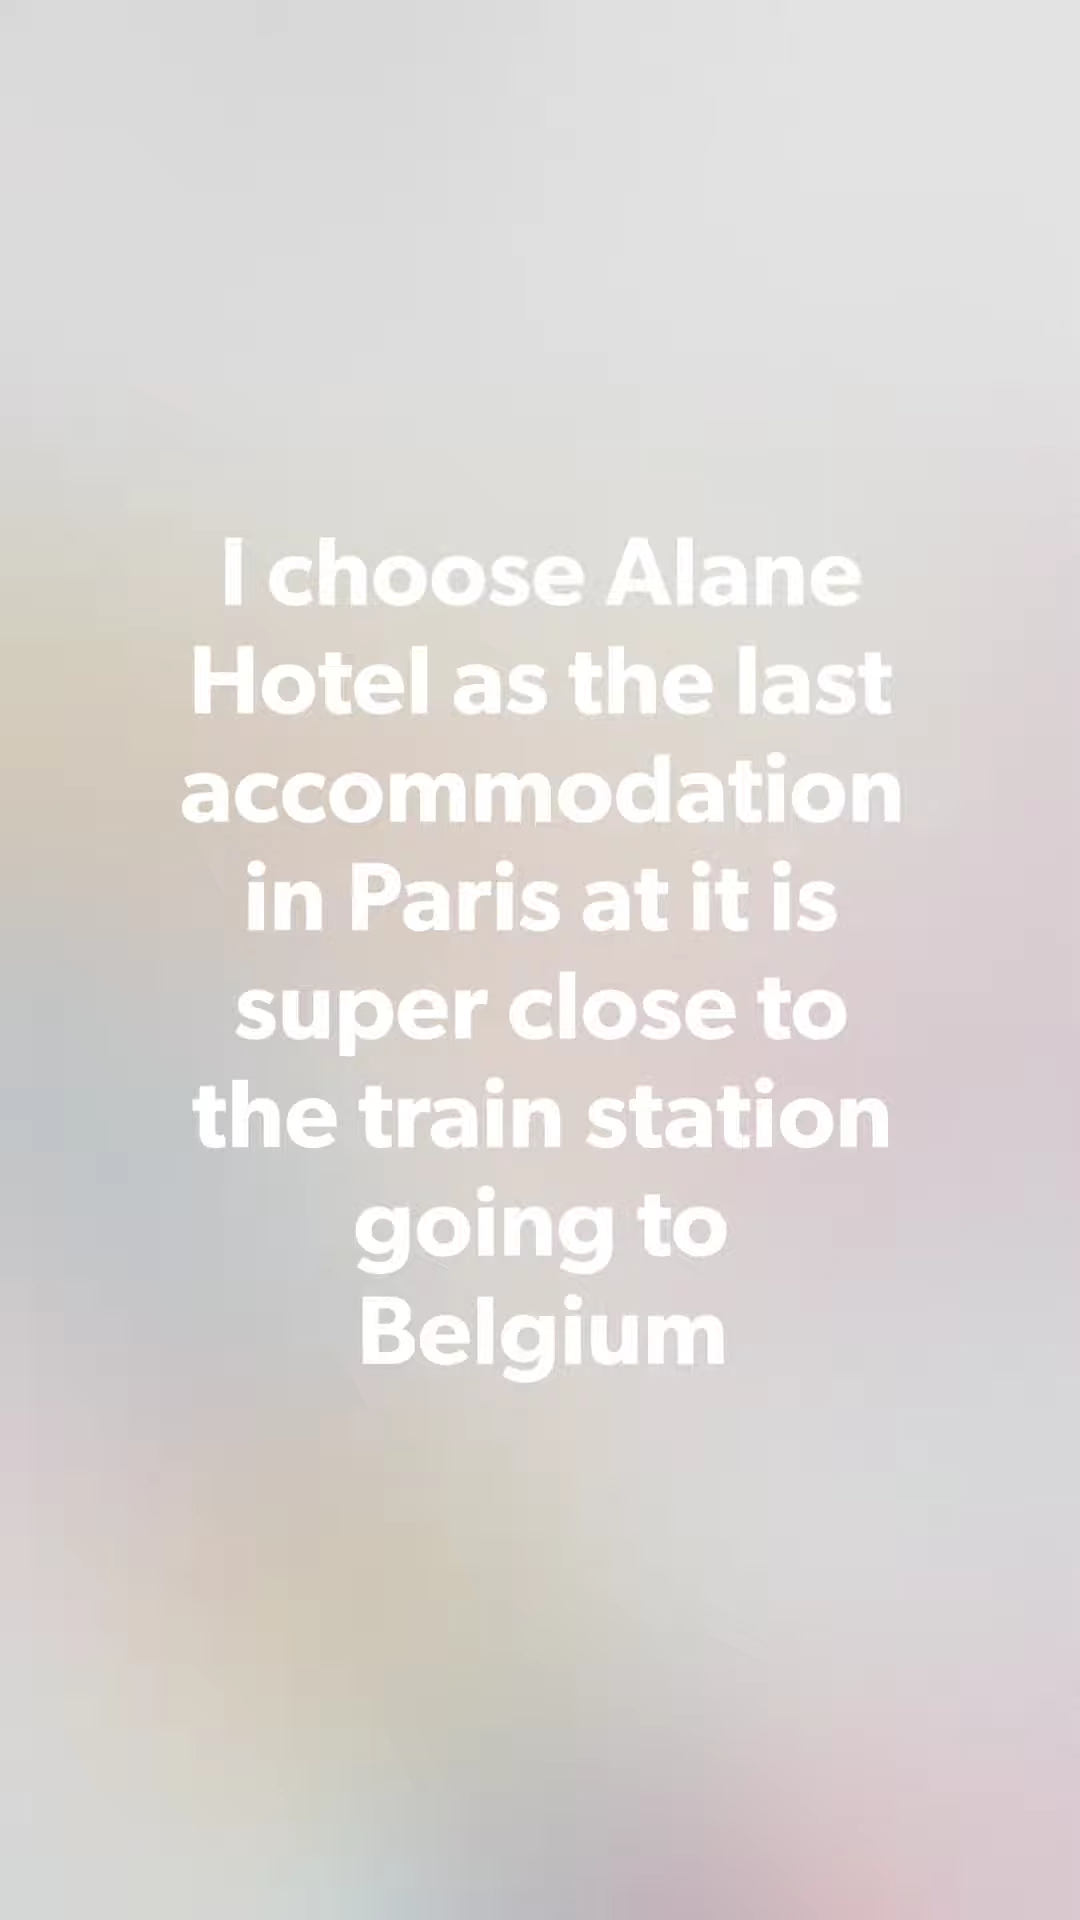 I choose Alane
Hotel as the last
accommodation
in Paris at it is
super close to
the train station
going to
Belgium